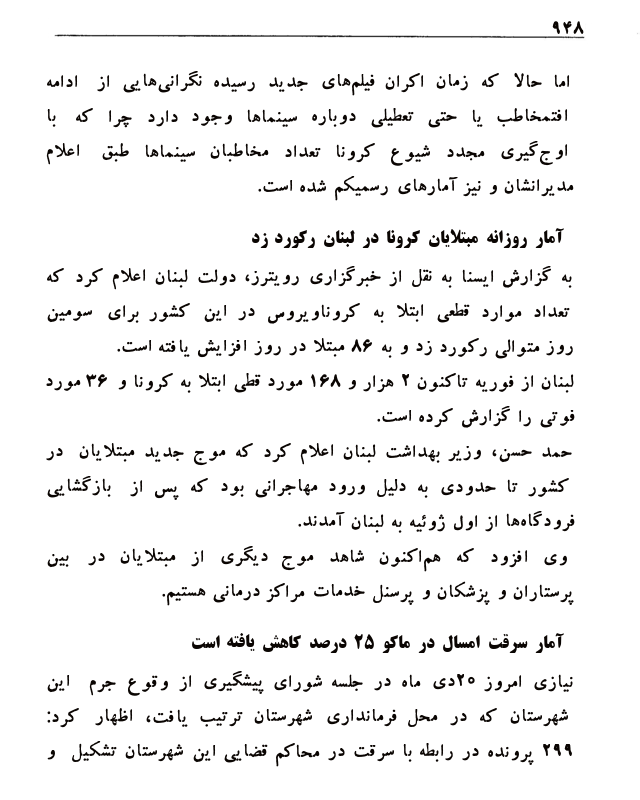 ۹۴۸
اما حالا که زمان اکران فیلم‌های جدید رسیده نگرانی‌هایی از ادامه
افتمخاطب یا حتی تعطیلی دوباره سینماها وجود دارد چرا که با
اوج‌گیری مجدد شیوع کرونا تعداد مخاطبان سینماها طبق اعلام
مدیرانشان و نیز آمارهای رسمیکم شده است.
آمار روزانه مبتلایان کرونا در لبنان رکورد زد
به گزارش ایسنا به نقل از خبرگزاری رویترز، دولت لبنان اعلام کرد که
تعداد موارد قطعی ابتلا به کروناویروس در این کشور برای سومین
روز متوالی رکورد زد و به ۸۶ مبتلا در روز افزایش یافته است.
لبنان از فوریه تاکنون ۲ هزار و ۱۶۸ مورد قطی ابتلا به کرونا و ۳۶ مورد
فوتی را گزارش کرده است.
حمد حسن، وزیر بهداشت لبنان اعلام کرد که موج جدید مبتلایان در
کشور تا حدودی به دلیل ورود مهاجرانی بود که پس از بازگشایی
فرودگاه‌ها از اول ژوئیه به لبنان آمدند.
وی افزود که هم‌اکنون شاهد موج دیگری از مبتلایان در بین
پرستاران و پزشکان و پرسنل خدمات مراکز درمانی هستیم.
آمار سرقت امسال در ماکو ۲۵ درصد کاهش یافته است
نیازی امروز ۲۰دی ماه در جلسه شورای پیشگیری از وقوع جرم این
شهرستان که در محل فرمانداری شهرستان ترتیب یافت، اظهار کرد:
۲۹۹ پرونده در رابطه با سرقت در محاکم قضایی این شهرستان تشکیل و